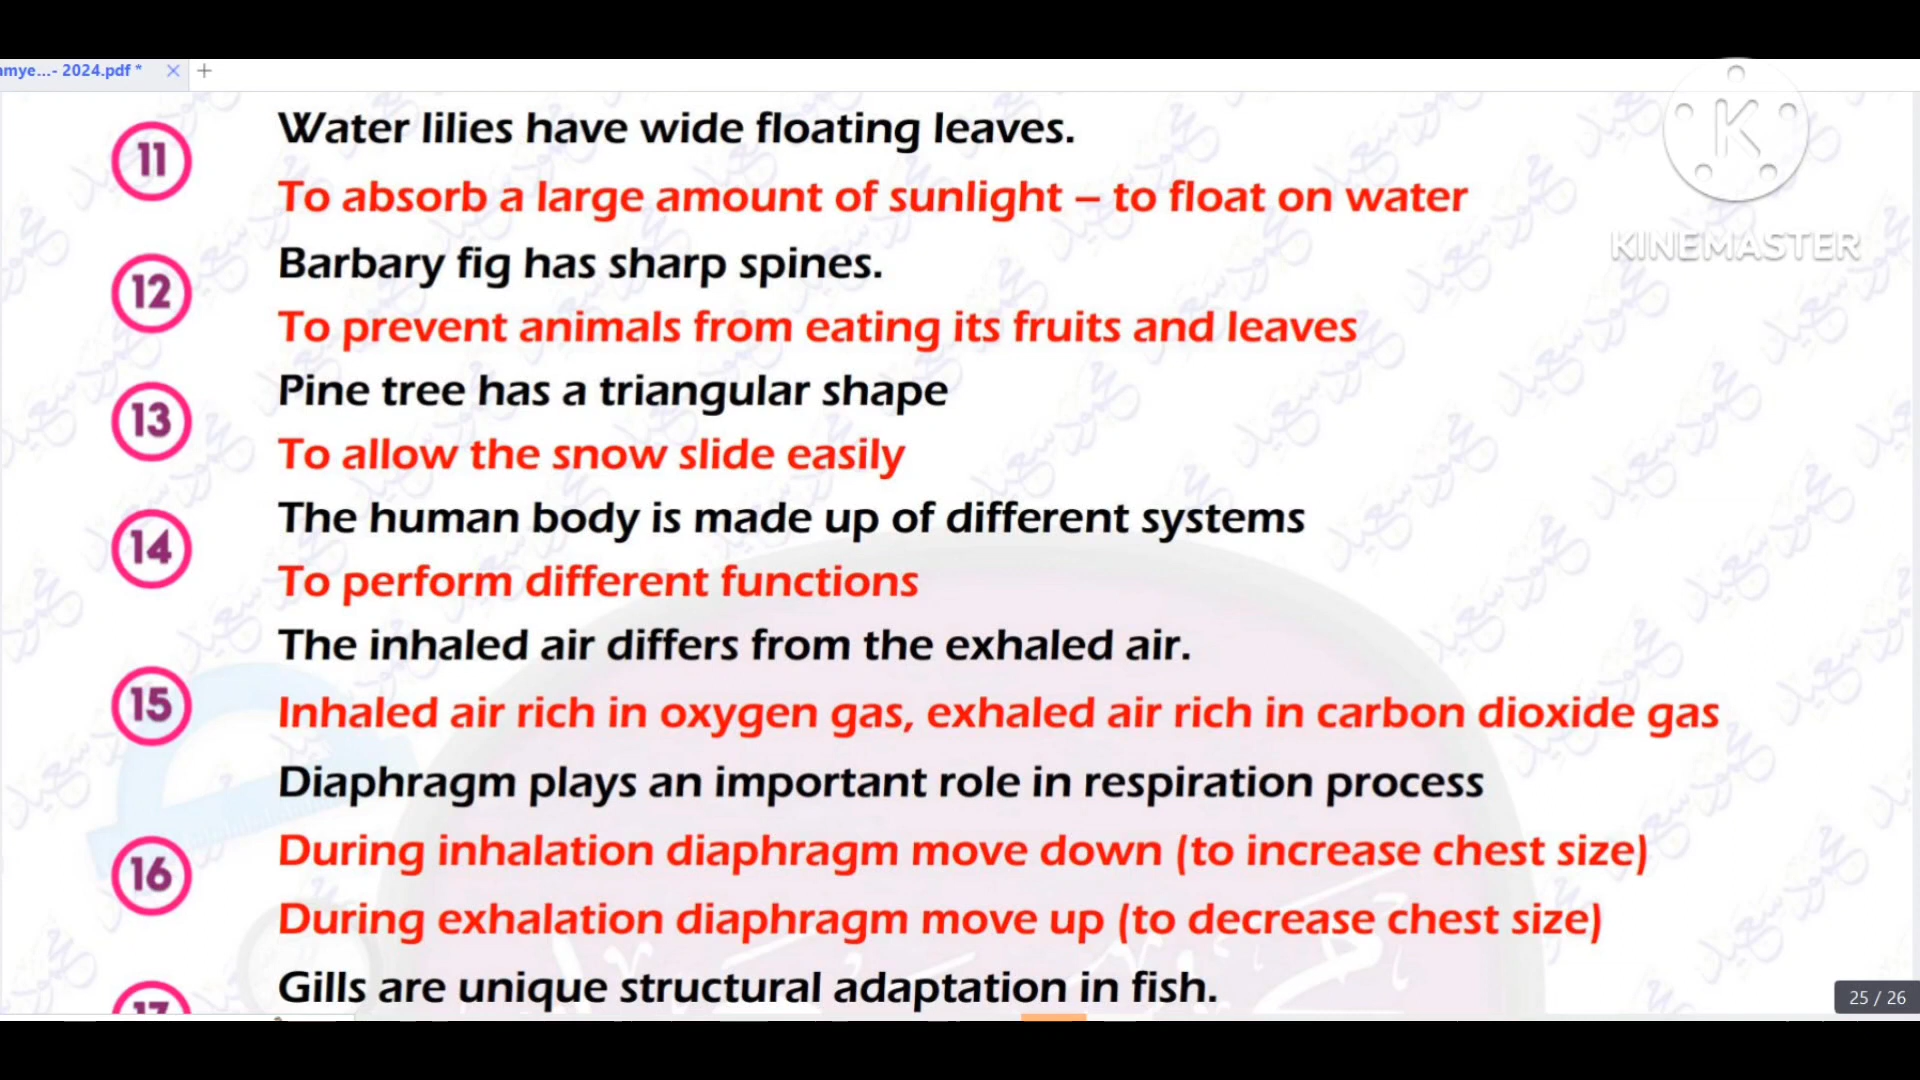 amye...- 2024.pdf *
KINEMASTER
11
Water lilies have wide floating leaves.
To absorb a large amount of sunlight – to float on water
12
Barbary fig has sharp spines.
To prevent animals from eating its fruits and leaves
13
Pine tree has a triangular shape
To allow the snow slide easily
14
The human body is made up of different systems
To perform different functions
15
The inhaled air differs from the exhaled air.
Inhaled air rich in oxygen gas, exhaled air rich in carbon dioxide gas
16
Diaphragm plays an important role in respiration process
During inhalation diaphragm move down (to increase chest size)
During exhalation diaphragm move up (to decrease chest size)
17
Gills are unique structural adaptation in fish.
25 / 26